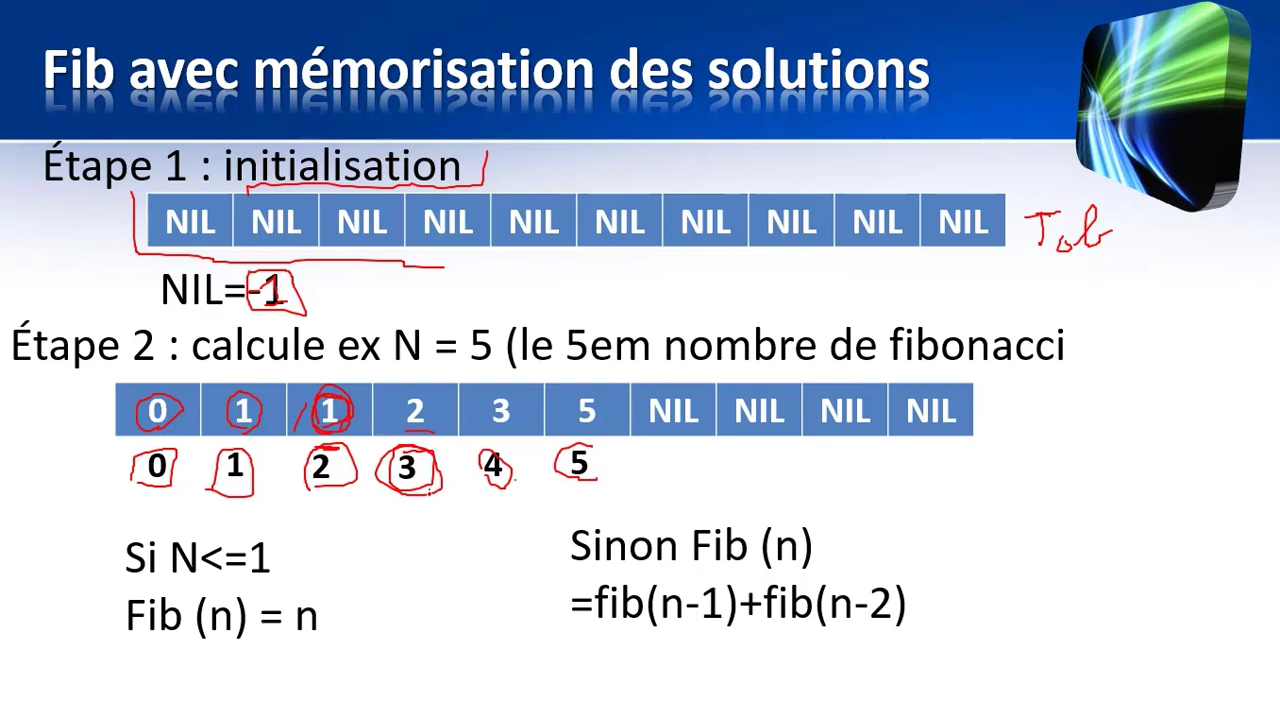 Fib avec mémorisation des solutions
Étape 1 : initialisation
NIL NIL NIL NIL NIL NIL NIL NIL NIL NIL Tab
NIL=-1
Étape 2 : calcule ex N = 5 (le 5em nombre de fibonacci
0 1 1 2 3 5 NIL NIL NIL NIL
0 1 2 3 4 5
Si N<=1
Fib (n) = n
Sinon Fib (n)
=fib(n-1)+fib(n-2)